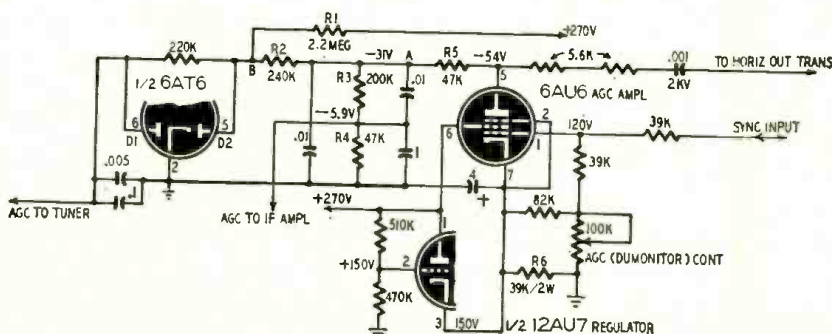 R1
2.2 MEG
+270V
220K
B
R2
240K
-31V
A
R5
47K
-54V
5.6K
.001
2KV
TO HORIZ OUT TRANS
1/2 6AT6
R3
200K
.01
5
6AU6 AGC AMPL
6
D1
5
D2
2
-5.9V
R4
47K
.01
.1
6
2
1
7
120V
39K
SYNC INPUT
39K
.005
.1
4
+
82K
AGC TO TUNER
AGC TO IF AMPL
+270V
1
510K
100K
AGC (DUMONITOR) CONT
+150V
2
R6
39K/2W
470K
3
150V
1/2 12AU7 REGULATOR